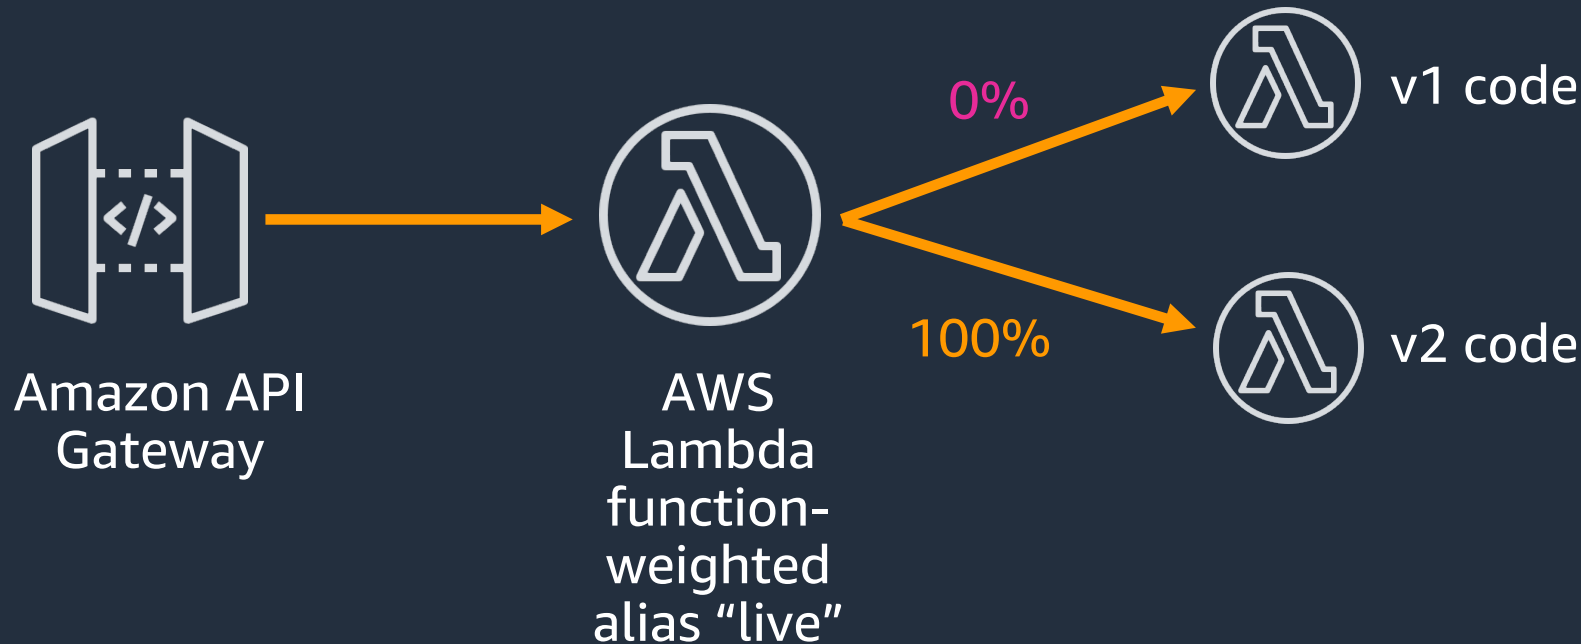 Amazon API
Gateway
AWS
Lambda
function-
weighted
alias “live”
0%
100%
v1 code
v2 code